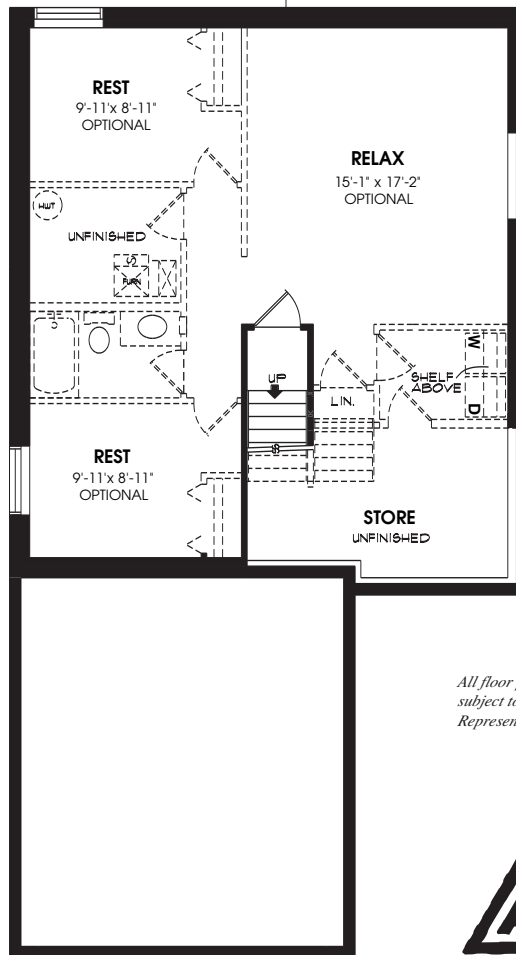 REST
9'-11'x 8'-11"
OPTIONAL
RELAX
15'-1" x 17'-2"
OPTIONAL
HWT
UNFINISHED
S
FURN
UP
LIN.
W
SHELF
ABOVE
D
REST
9'-11'x 8'-11"
OPTIONAL
STORE
UNFINISHED
All floor
subject to
Represen